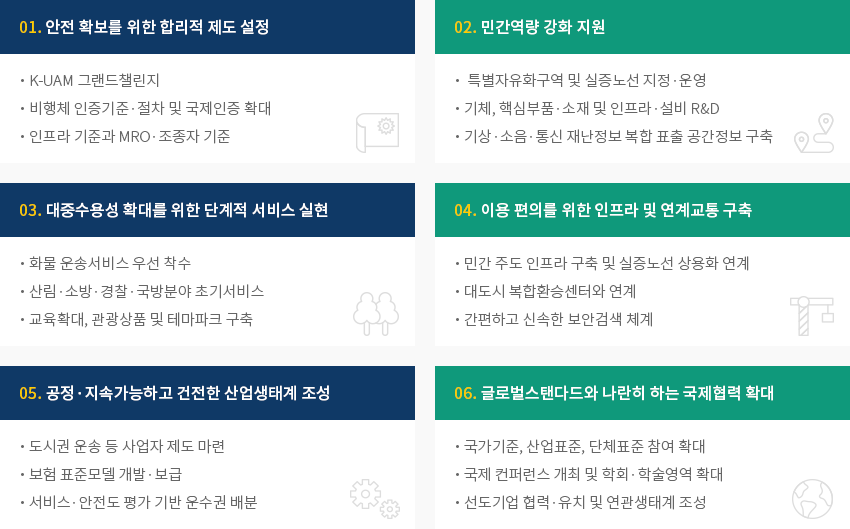 01. 안전 확보를 위한 합리적 제도 설정
• K-UAM 그랜드챌린지
• 비행체 인증기준·절차 및 국제인증 확대
• 인프라 기준과 MRO·조종자 기준
02. 민간역량 강화 지원
• 특별자유화구역 및 실증노선 지정·운영
• 기체, 핵심부품·소재 및 인프라·설비 R&D
• 기상·소음·통신 재난정보 복합 표출 공간정보 구축
03. 대중수용성 확대를 위한 단계적 서비스 실현
• 화물 운송서비스 우선 착수
• 산림·소방·경찰·국방분야 초기서비스
• 교육확대, 관광상품 및 테마파크 구축
04. 이용 편의를 위한 인프라 및 연계교통 구축
• 민간 주도 인프라 구축 및 실증노선 상용화 연계
• 대도시 복합환승센터와 연계
• 간편하고 신속한 보안검색 체계
05. 공정·지속가능하고 건전한 산업생태계 조성
• 도시권 운송 등 사업자 제도 마련
• 보험 표준모델 개발·보급
• 서비스·안전도 평가 기반 운수권 배분
06. 글로벌스탠다드와 나란히 하는 국제협력 확대
• 국가기준, 산업표준, 단체표준 참여 확대
• 국제 컨퍼런스 개최 및 학회·학술영역 확대
• 선도기업 협력·유치 및 연관생태계 조성